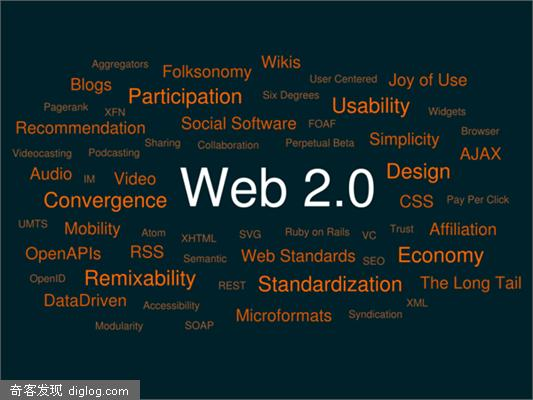 Wikis
Aggregators
Folksonomy
User Centered
Joy of Use
Blogs
Participation
Six Degrees
Usability
Pagerank
XFN
Widgets
Recommendation
Social Software
FOAF
Browser
Videocasting
Podcasting
Sharing
Collaboration
Perpetual Beta
Simplicity
AJAX
Audio
IM
Video
Web 2.0
Design
Convergence
CSS
Pay Per Click
UMTS
Mobility
Atom
XHTML
SVG
Ruby on Rails
VC
Trust
Affiliation
OpenAPIs
RSS
Semantic
Web Standards
SEO
Economy
OpenID
Remixability
REST
Standardization
The Long Tail
DataDriven
Accessibility
XML
Microformats
Syndication
Modularity
SOAP
奇客发现 diglog.com